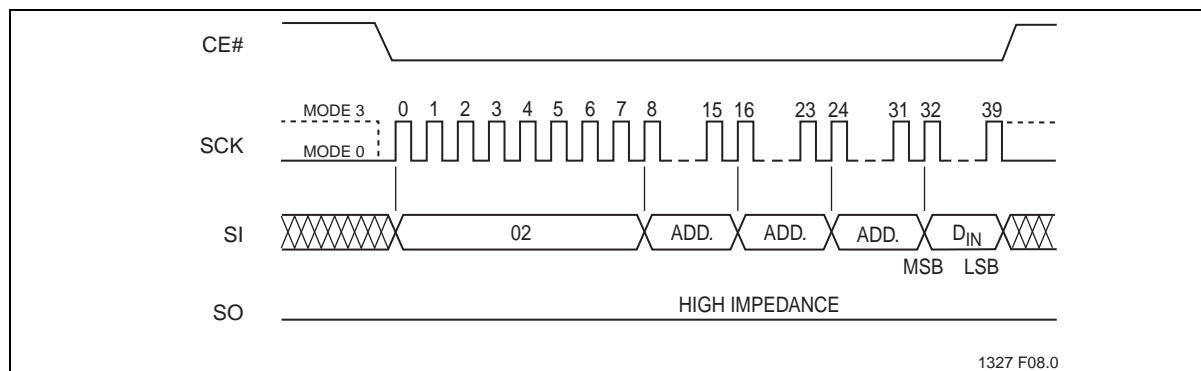 CE#
MODE 3 0 1 2 3 4 5 6 7 8 15 16 23 24 31 32 39
SCK MODE 0
SI 02 ADD. ADD. ADD. DIN
MSB LSB
SO HIGH IMPEDANCE
1327 F08.0